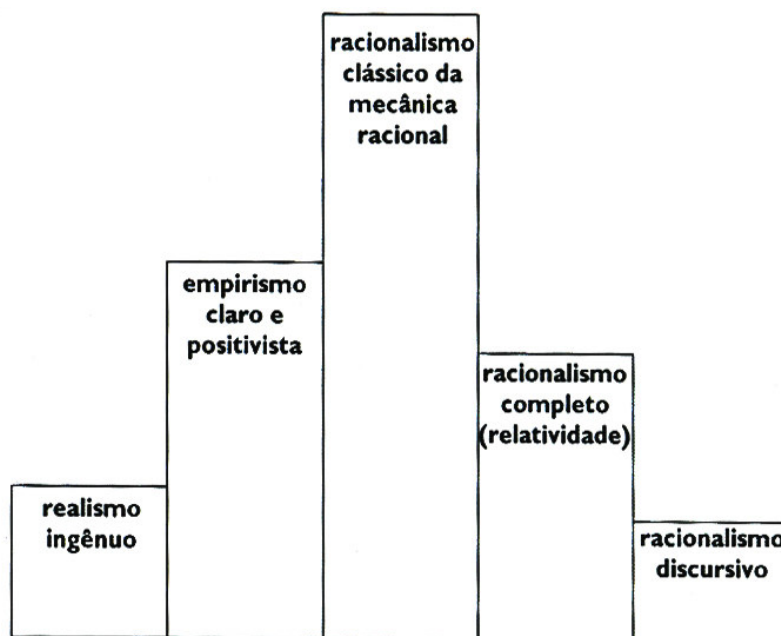 racionalismo
clássico da
mecânica
racional
empirismo
claro e
positivista
racionalismo
completo
(relatividade)
realismo
ingênuo
racionalismo
discursivo